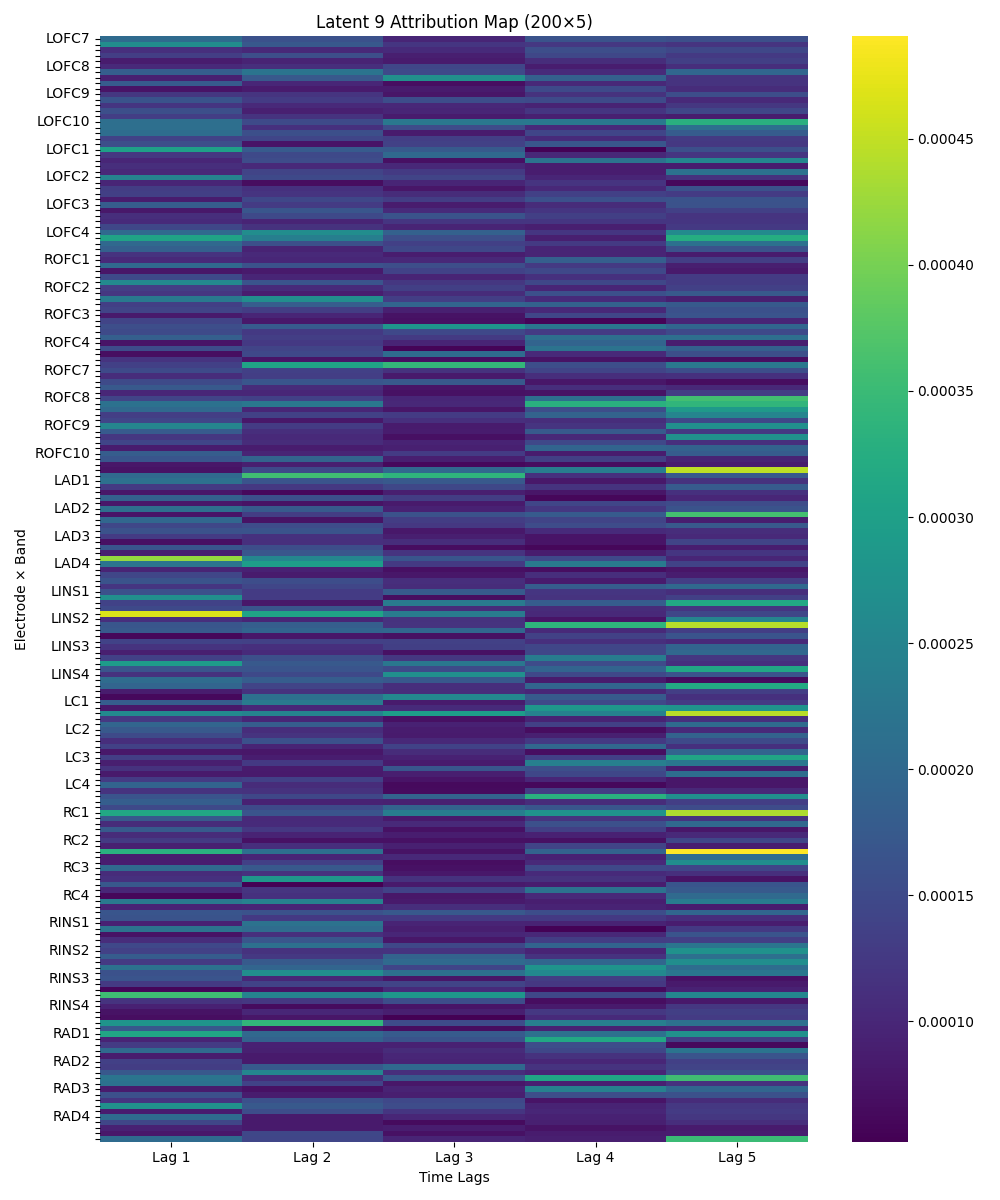 Latent 9 Attribution Map (200×5)
LOFC7
LOFC8
LOFC9
LOFC10
LOFC1
LOFC2
LOFC3
LOFC4
ROFC1
ROFC2
ROFC3
ROFC4
ROFC7
ROFC8
ROFC9
ROFC10
LAD1
LAD2
LAD3
LAD4
LINS1
LINS2
LINS3
LINS4
LC1
LC2
LC3
LC4
RC1
RC2
RC3
RC4
RINS1
RINS2
RINS3
RINS4
RAD1
RAD2
RAD3
RAD4
Electrode × Band
Lag 1 Lag 2 Lag 3 Lag 4 Lag 5
Time Lags
0.00045
0.00040
0.00035
0.00030
0.00025
0.00020
0.00015
0.00010